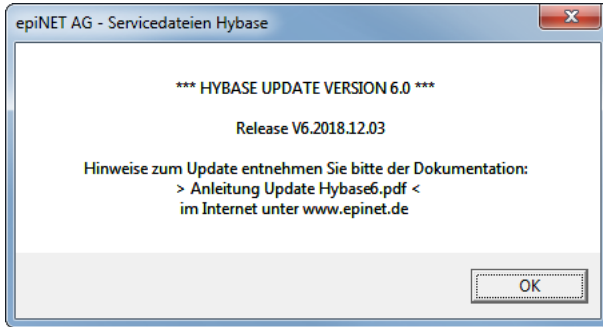 epiNET AG - Servicedateien Hybase
*** HYBASE UPDATE VERSION 6.0 ***
Release V6.2018.12.03
Hinweise zum Update entnehmen Sie bitte der Dokumentation:
> Anleitung Update Hybase6.pdf <
im Internet unter www.epinet.de
OK